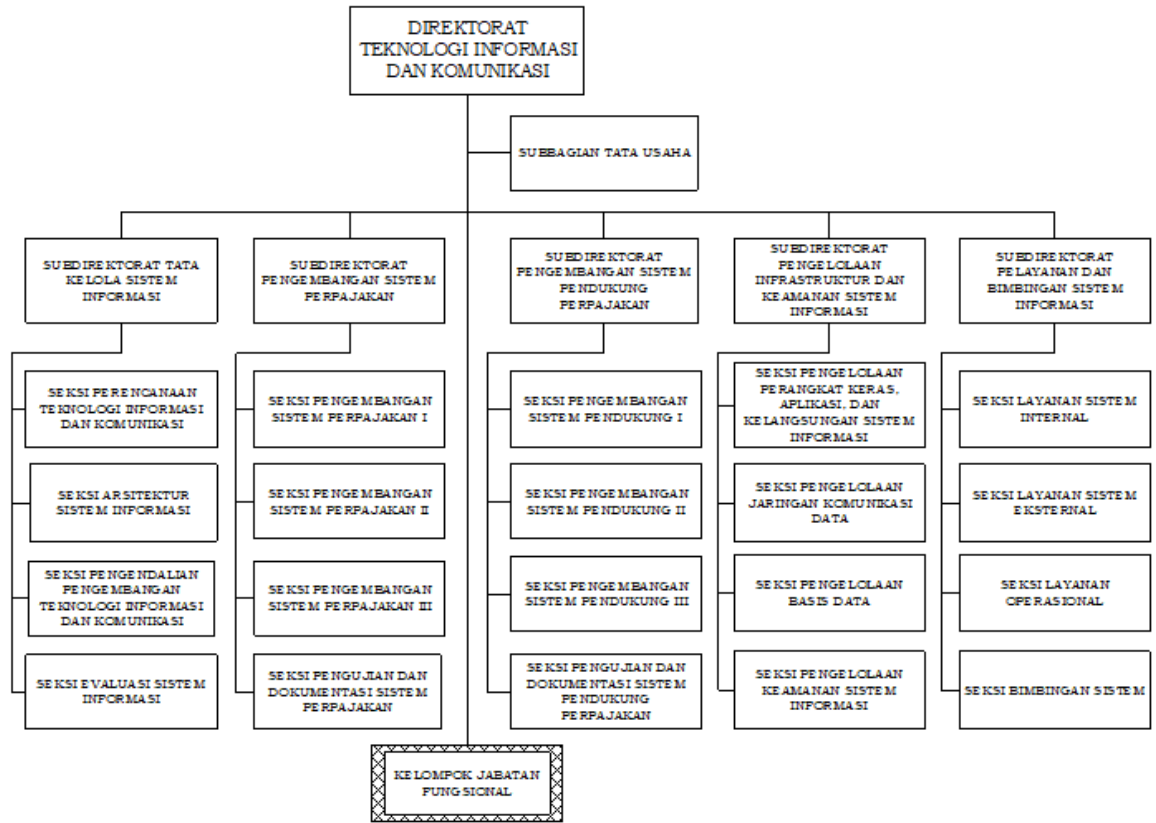 DIREKTORAT
TEKNOLOGI INFORMASI
DAN KOMUNIKASI
SUBBAGIAN TATA USAHA
SUBDIREKTORAT TATA
KELOLA SISTEM
INFORMASI
SUBDIREKTORAT
PENGEMBANGAN SISTEM
PERPAJAKAN
SUBDIREKTORAT
PENGEMBANGAN SISTEM
PENDUKUNG
PERPAJAKAN
SUBDIREKTORAT
PENGELOLAAN
INFRASTRUKTUR DAN
KEAMANAN SISTEM
INFORMASI
SUBDIREKTORAT
PELAYANAN DAN
BIMBINGAN SISTEM
INFORMASI
SEKSI PERENCANAAN
TEKNOLOGI INFORMASI
DAN KOMUNIKASI
SEKSI PENGEMBANGAN
SISTEM PERPAJAKAN I
SEKSI PENGEMBANGAN
SISTEM PENDUKUNG I
SEKSI PENGELOLAAN
PERANGKAT KERAS,
APLIKASI, DAN
KELANGSUNGAN SISTEM
INFORMASI
SEKSI LAYANAN SISTEM
INTERNAL
SEKSI ARSITEKTUR
SISTEM INFORMASI
SEKSI PENGEMBANGAN
SISTEM PERPAJAKAN II
SEKSI PENGEMBANGAN
SISTEM PENDUKUNG II
SEKSI PENGELOLAAN
JARINGAN KOMUNIKASI
DATA
SEKSI LAYANAN SISTEM
EKSTERNAL
SEKSI PENGENDALIAN
PENGEMBANGAN
TEKNOLOGI INFORMASI
DAN KOMUNIKASI
SEKSI PENGEMBANGAN
SISTEM PERPAJAKAN III
SEKSI PENGEMBANGAN
SISTEM PENDUKUNG III
SEKSI PENGELOLAAN
BASIS DATA
SEKSI LAYANAN
OPERASIONAL
SEKSI EVALUASI SISTEM
INFORMASI
SEKSI PENGUJIAN DAN
DOKUMENTASI SISTEM
PERPAJAKAN
SEKSI PENGUJIAN DAN
DOKUMENTASI SISTEM
PENDUKUNG
PERPAJAKAN
SEKSI PENGELOLAAN
KEAMANAN SISTEM
INFORMASI
SEKSI BIMBINGAN SISTEM
KELOMPOK JABATAN
FUNGSIONAL